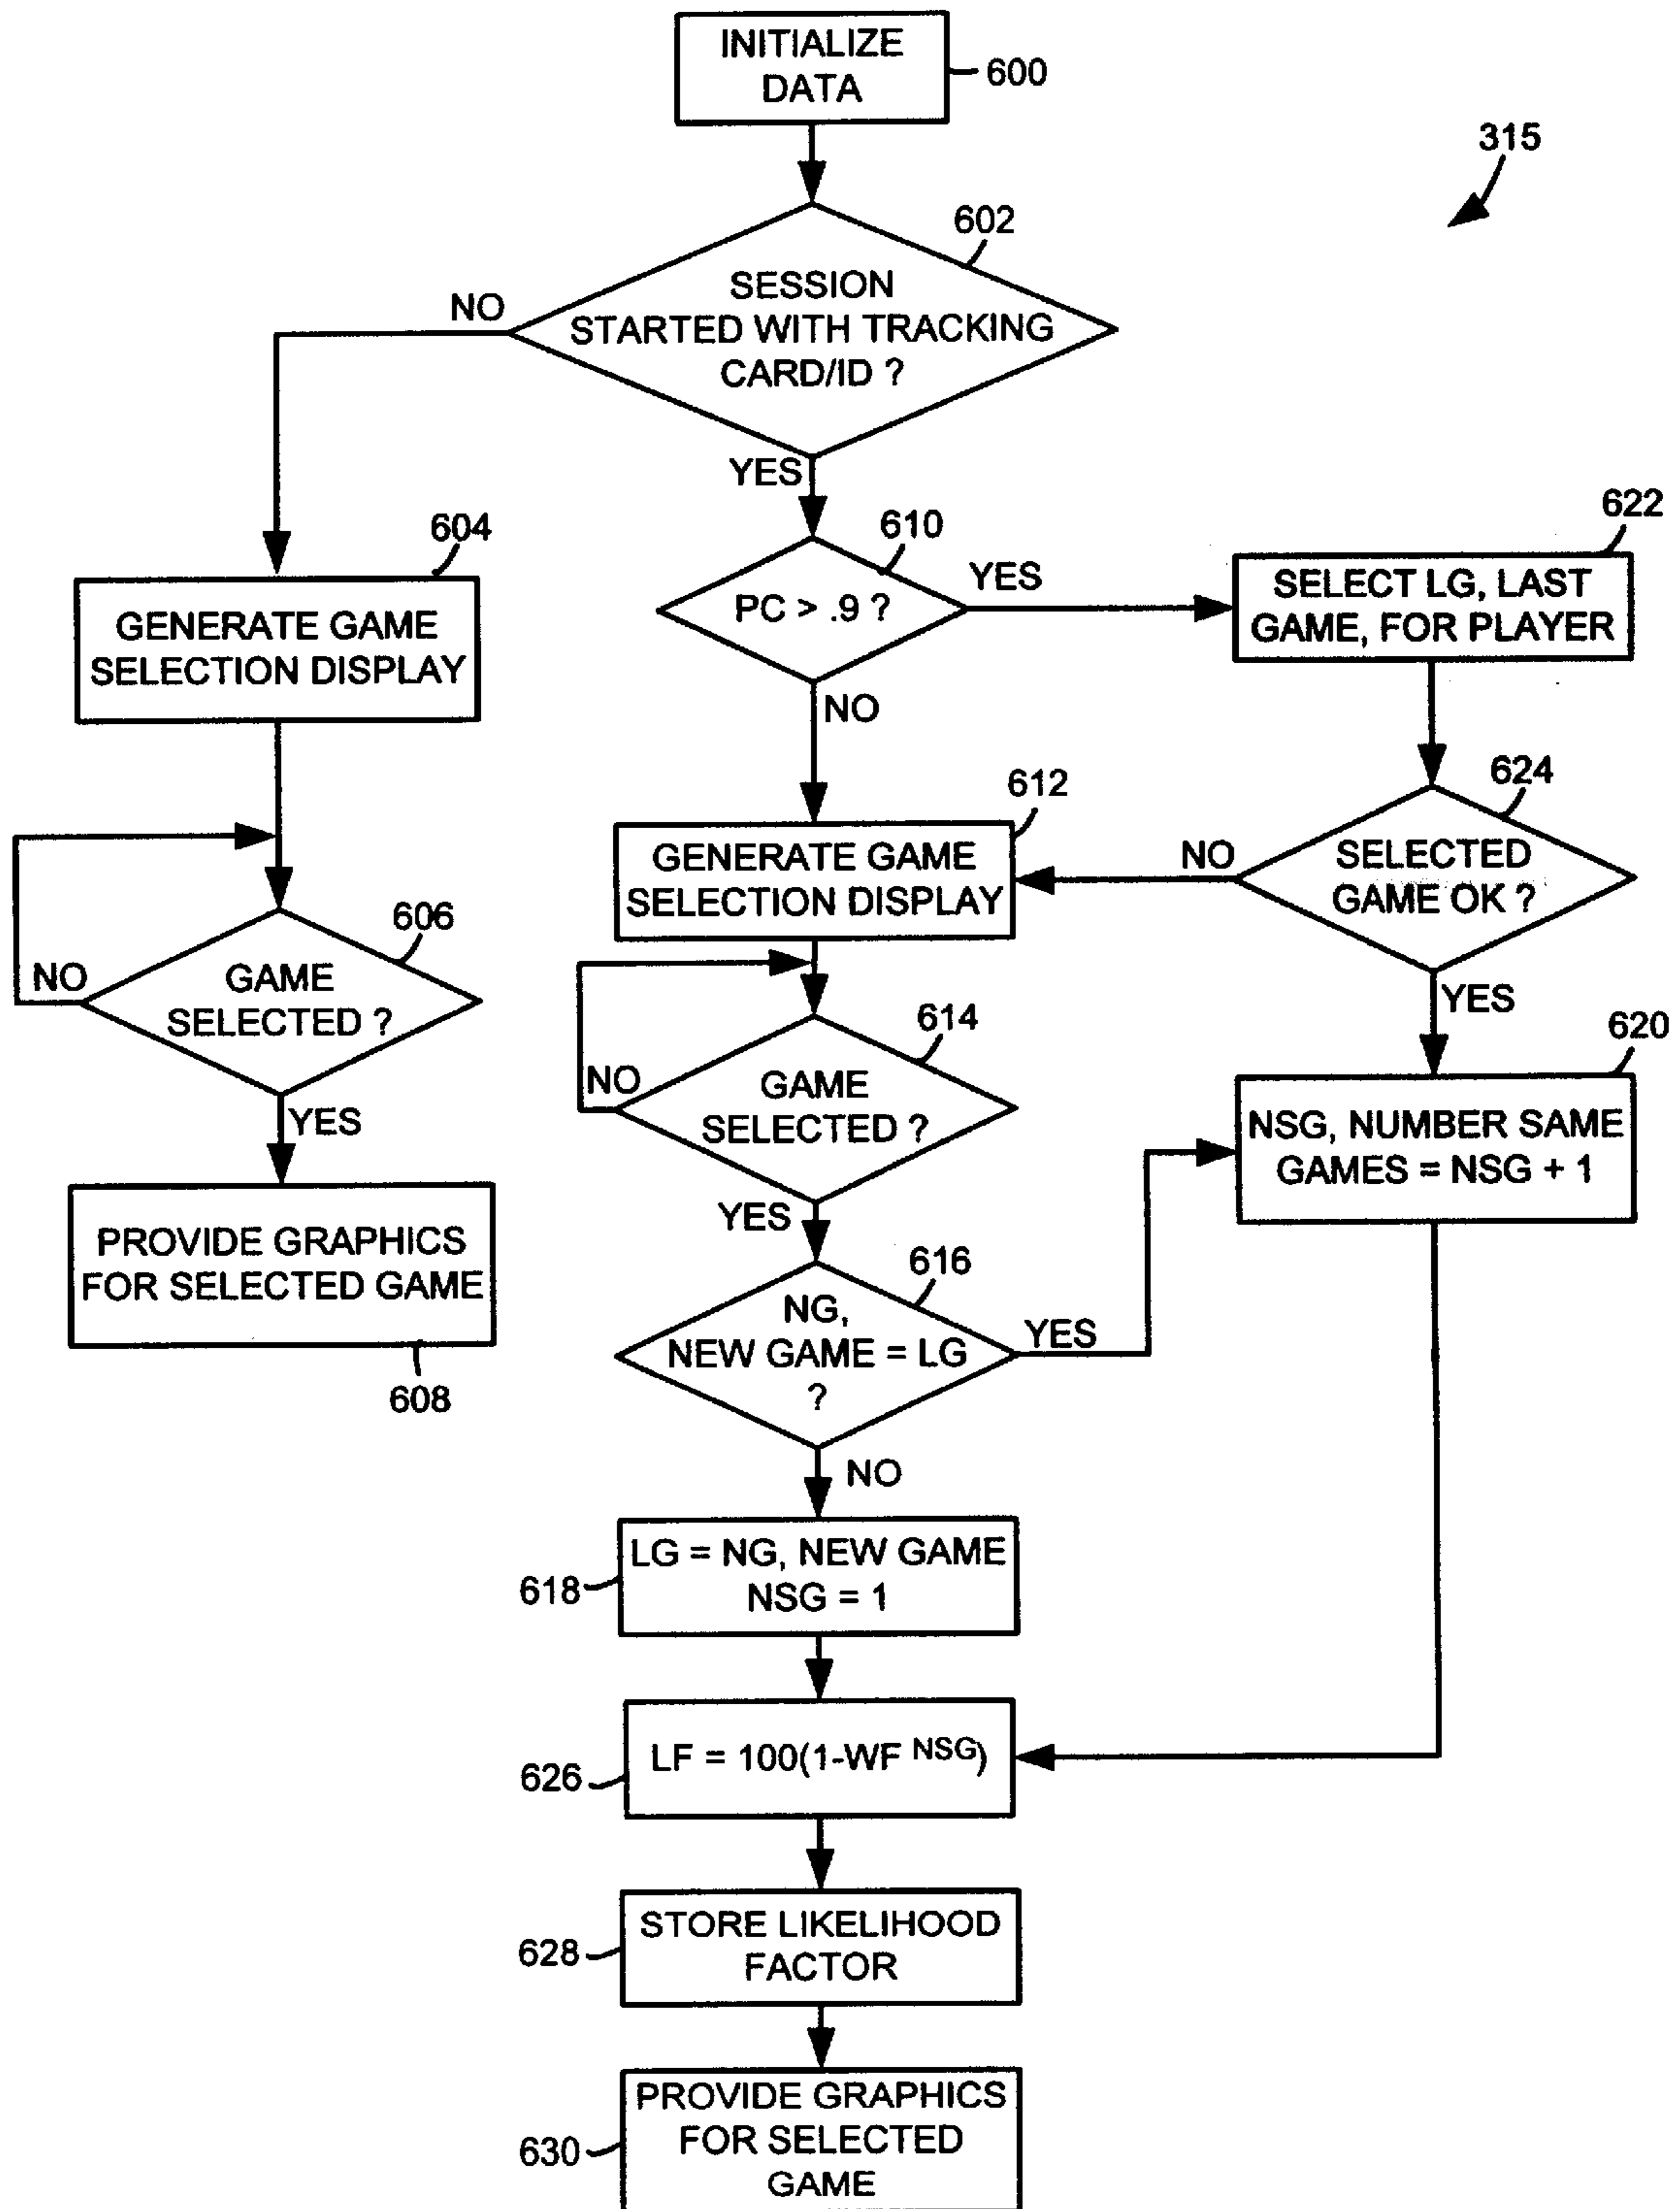 INITIALIZE
DATA
600
315
602
SESSION
STARTED WITH TRACKING
CARD/ID ?
NO
YES
604
GENERATE GAME
SELECTION DISPLAY
610
PC > .9 ?
YES
NO
622
SELECT LG, LAST
GAME, FOR PLAYER
612
GENERATE GAME
SELECTION DISPLAY
624
SELECTED
GAME OK ?
NO
YES
606
GAME
SELECTED ?
NO
YES
614
GAME
SELECTED ?
NO
YES
620
NSG, NUMBER SAME
GAMES = NSG + 1
PROVIDE GRAPHICS
FOR SELECTED GAME
608
616
NG,
NEW GAME = LG
?
YES
NO
LG = NG, NEW GAME
NSG = 1
618
LF = 100(1-WF NSG)
626
STORE LIKELIHOOD
FACTOR
628
PROVIDE GRAPHICS
FOR SELECTED
GAME
630